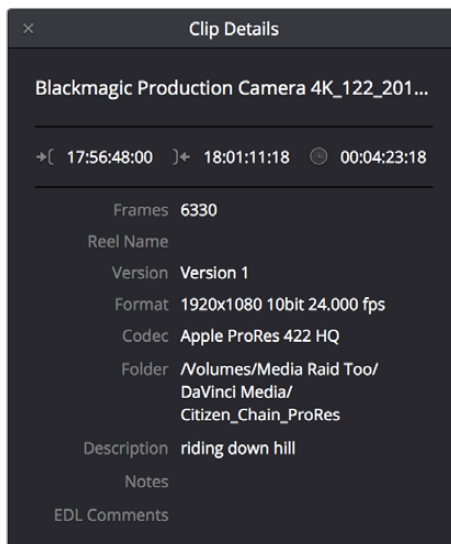 Clip Details
Blackmagic Production Camera 4K_122_201...
17:56:48:00 18:01:11:18 00:04:23:18
Frames 6330
Reel Name
Version Version 1
Format 1920x1080 10bit 24.000 fps
Codec Apple ProRes 422 HQ
Folder /Volumes/Media Raid Too/
DaVinci Media/
Citizen_Chain_ProRes
Description riding down hill
Notes
EDL Comments